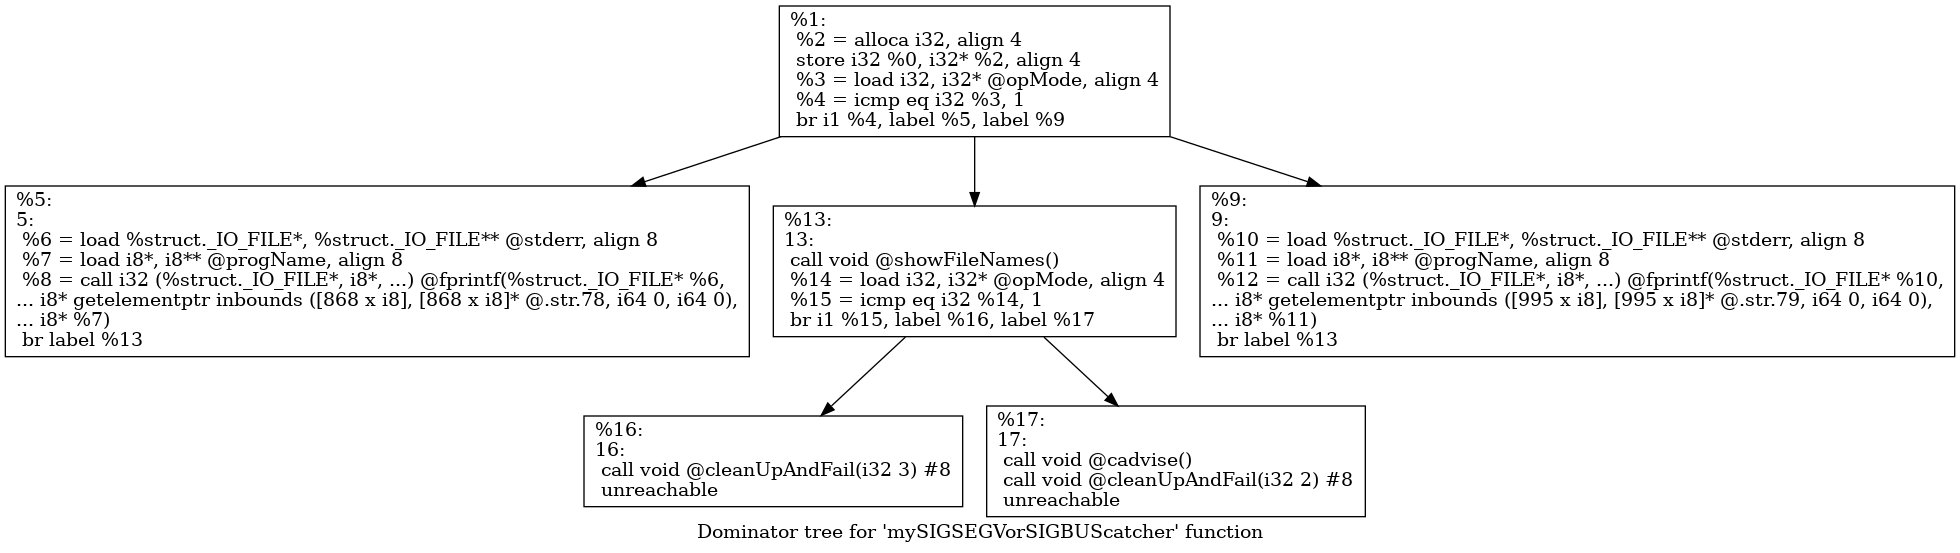 %1:
%2 = alloca i32, align 4
store i32 %0, i32* %2, align 4
%3 = load i32, i32* @opMode, align 4
%4 = icmp eq i32 %3, 1
br i1 %4, label %5, label %9
%5:
5:
%6 = load %struct._IO_FILE*, %struct._IO_FILE** @stderr, align 8
%7 = load i8*, i8** @progName, align 8
%8 = call i32 (%struct._IO_FILE*, i8*, ...) @fprintf(%struct._IO_FILE* %6,
... i8* getelementptr inbounds ([868 x i8], [868 x i8]* @.str.78, i64 0, i64 0),
... i8* %7)
br label %13
%13:
13:
call void @showFileNames()
%14 = load i32, i32* @opMode, align 4
%15 = icmp eq i32 %14, 1
br i1 %15, label %16, label %17
%9:
9:
%10 = load %struct._IO_FILE*, %struct._IO_FILE** @stderr, align 8
%11 = load i8*, i8** @progName, align 8
%12 = call i32 (%struct._IO_FILE*, i8*, ...) @fprintf(%struct._IO_FILE* %10,
... i8* getelementptr inbounds ([995 x i8], [995 x i8]* @.str.79, i64 0, i64 0),
... i8* %11)
br label %13
%16:
16:
call void @cleanUpAndFail(i32 3) #8
unreachable
%17:
17:
call void @cadvise()
call void @cleanUpAndFail(i32 2) #8
unreachable
Dominator tree for 'mySIGSEGVorSIGBUScatcher' function